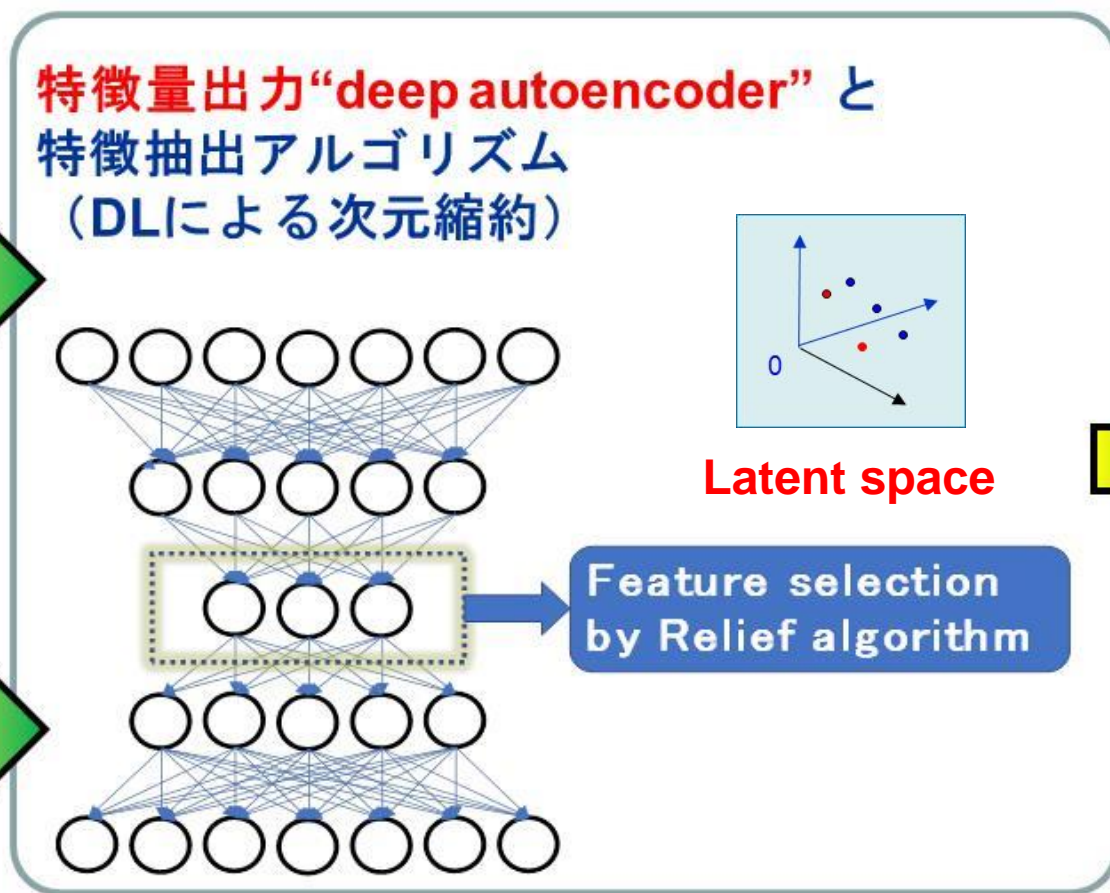 特徴量出力“deep autoencoder” と
特徴抽出アルゴリズム
（DLによる次元縮約）
0
Latent space
Feature selection
by Relief algorithm